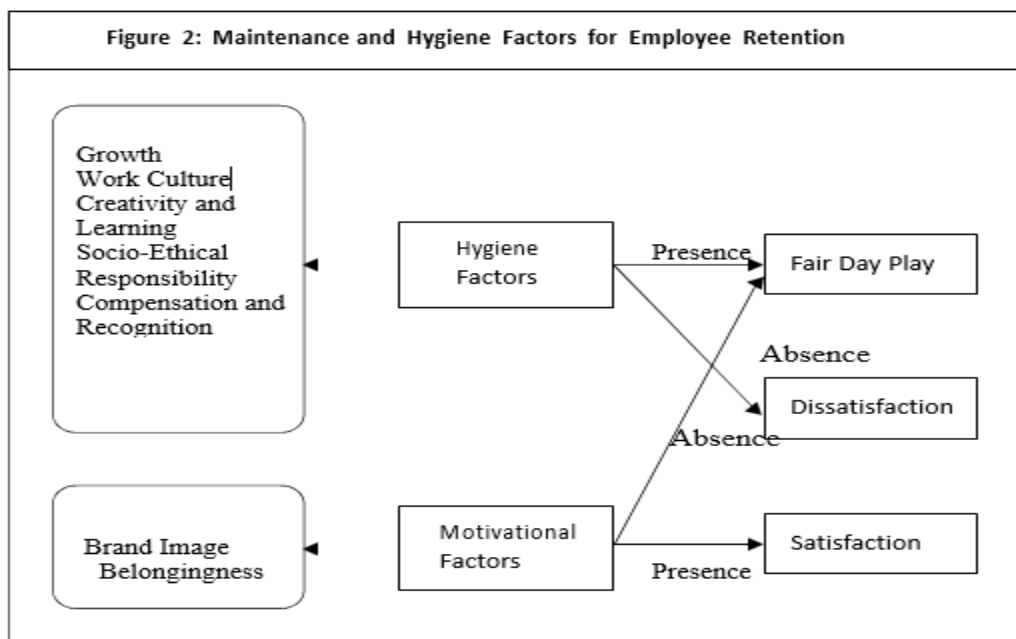 Figure 2: Maintenance and Hygiene Factors for Employee Retention
Growth
Work Culture
Creativity and
Learning
Socio-Ethical
Responsibility
Compensation and
Recognition
Hygiene
Factors
Presence
Fair Day Play
Absence
Dissatisfaction
Absence
Brand Image
Belongingness
Motivational
Factors
Presence
Satisfaction